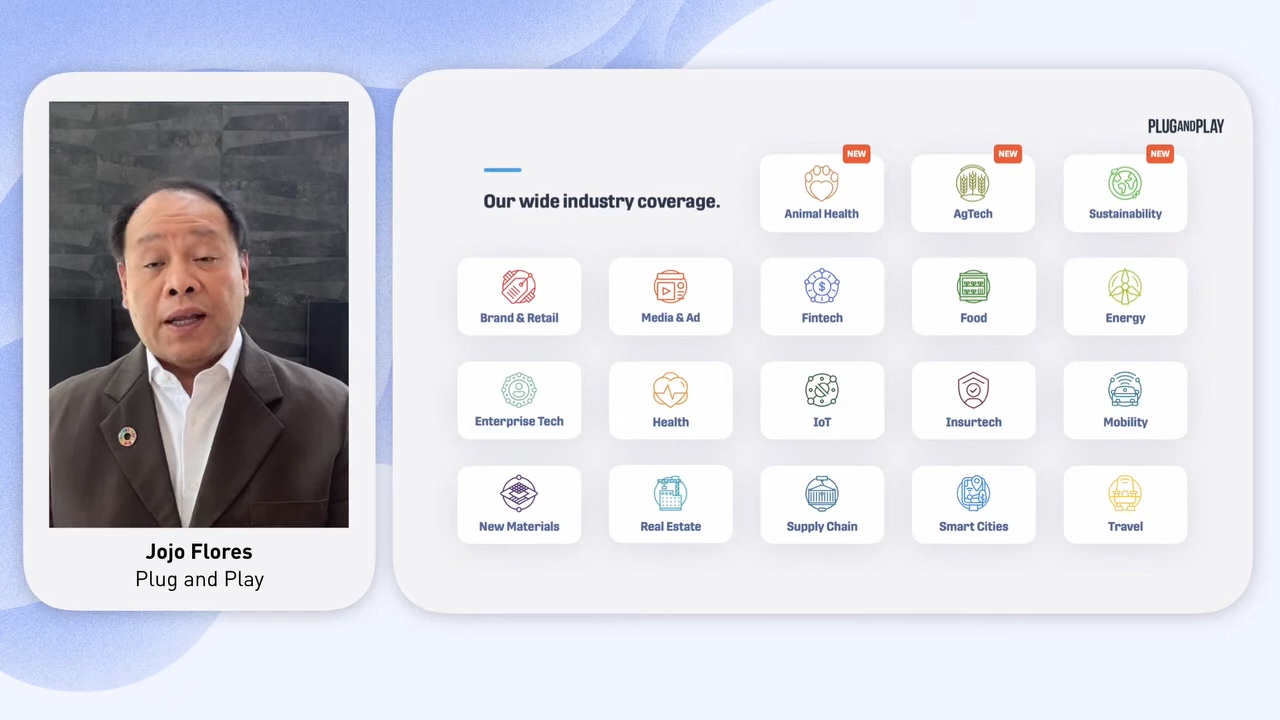 Jojo Flores
Plug and Play
PLUGANDPLAY
Our wide industry coverage.
NEW
Animal Health
NEW
AgTech
NEW
Sustainability
Brand & Retail
Media & Ad
Fintech
Food
Energy
Enterprise Tech
Health
IoT
Insurtech
Mobility
New Materials
Real Estate
Supply Chain
Smart Cities
Travel